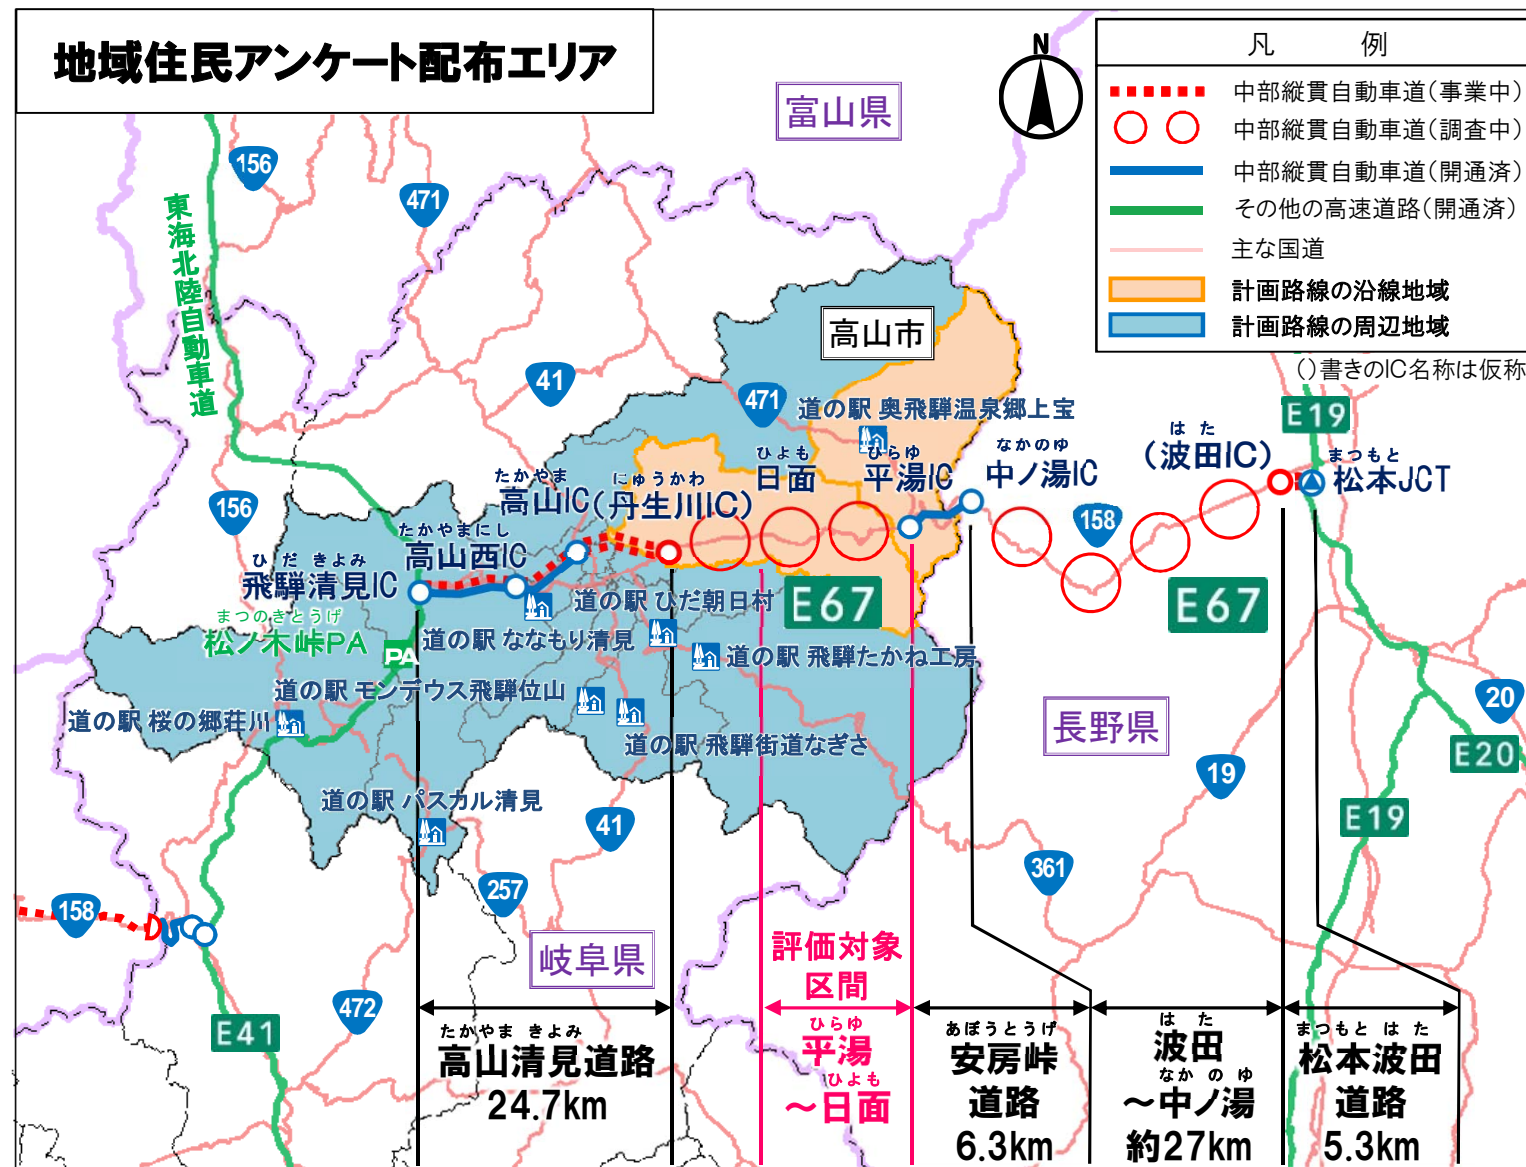 地域住民アンケート配布エリア
N
凡 例
中部縦貫自動車道(事業中)
中部縦貫自動車道(調査中)
中部縦貫自動車道(開通済)
その他の高速道路(開通済)
主な国道
計画路線の沿線地域
計画路線の周辺地域
()書きのIC名称は仮称
富山県
156
471
東海北陸自動車道
高山市
41
471
道の駅 奥飛騨温泉郷上宝
E19
156
たかやま
高山IC
にゅうかわ
(丹生川IC)
ひよも
日面
ひらゆ
平湯IC
なかのゆ
中ノ湯IC
158
はた
(波田IC)
まつもと
松本JCT
たかやまにし
高山西IC
ひだ きよみ
飛騨清見IC
まつのきとうげ
松ノ木峠PA
PA
道の駅 ひだ朝日村
E67
E67
道の駅 ななもり清見
道の駅 飛騨たかね工房
道の駅 モンデウス飛騨位山
道の駅 桜の郷荘川
道の駅 飛騨街道なぎさ
長野県
20
E20
19
E19
道の駅 パスカル清見
41
257
361
158
岐阜県
472
E41
評価対象
区間
たかやま きよみ
高山清見道路
24.7km
ひらゆ
平湯
ひよも
～日面
あぼうとうげ
安房峠
道路
6.3km
はた
波田
なかのゆ
～中ノ湯
約27km
まつもと はた
松本波田
道路
5.3km